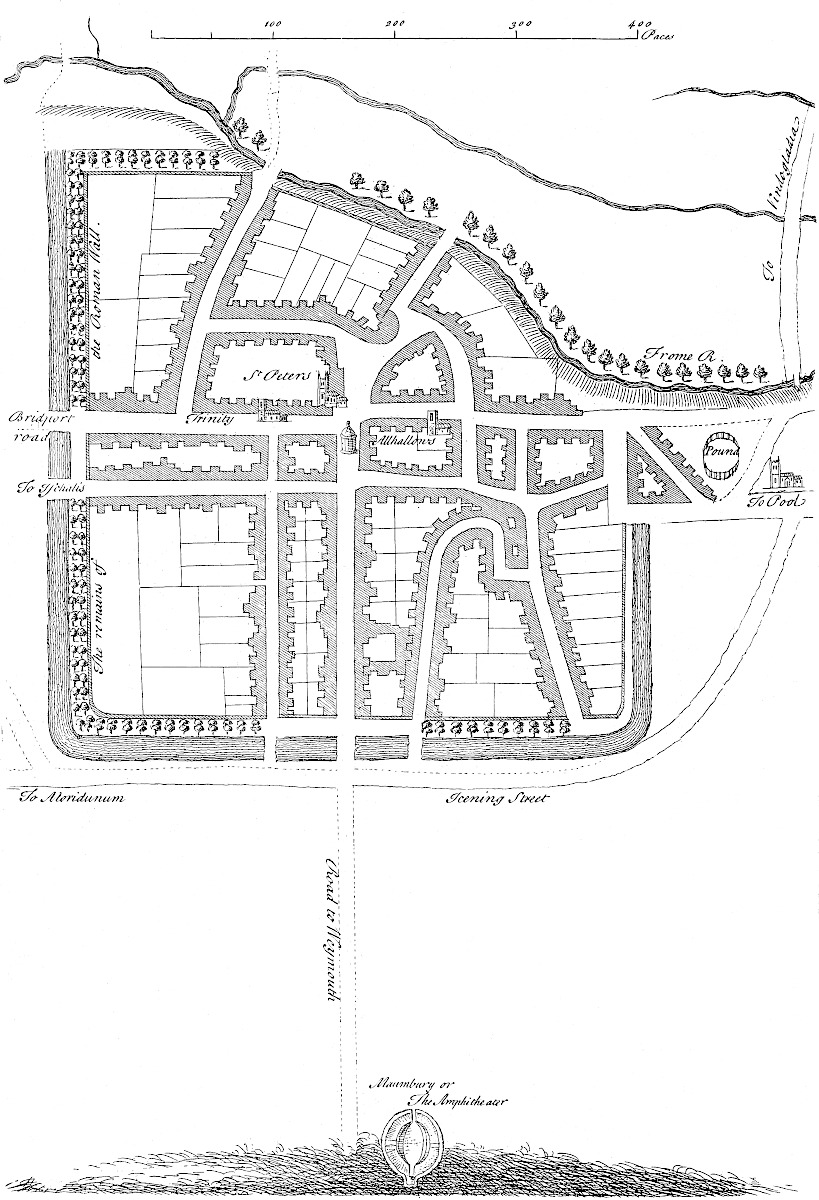 100 200 300 400
Paces
To Vindogladia
the Roman Wall.
Frome R.
St Peters
Bridport
road
Trinity
Allhallows
Pound
To Ischalis
To Pool
The remains of
To Moridunum
Icening Street
Road to Weymouth
Maumbury or
The Amphitheater